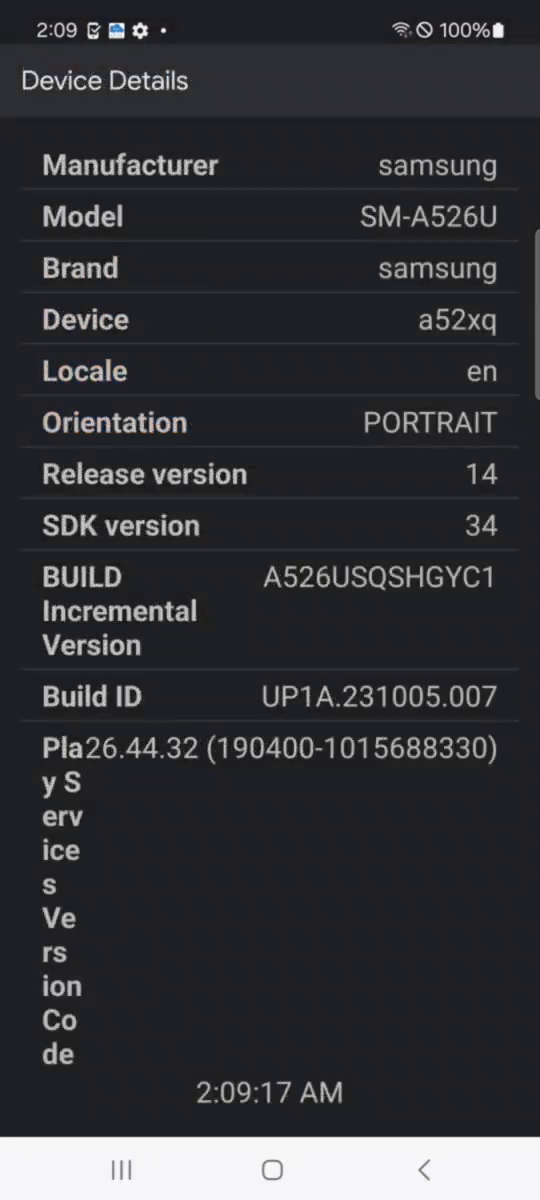 2:09
100%
Device Details
Manufacturer samsung
Model SM-A526U
Brand samsung
Device a52xq
Locale en
Orientation PORTRAIT
Release version 14
SDK version 34
BUILD A526USQSHGYC1
Incremental
Version
Build ID UP1A.231005.007
Pla 26.44.32 (190400-1015688330)
y S
erv
ice
s
Ve
rs
ion
Co
de
2:09:17 AM